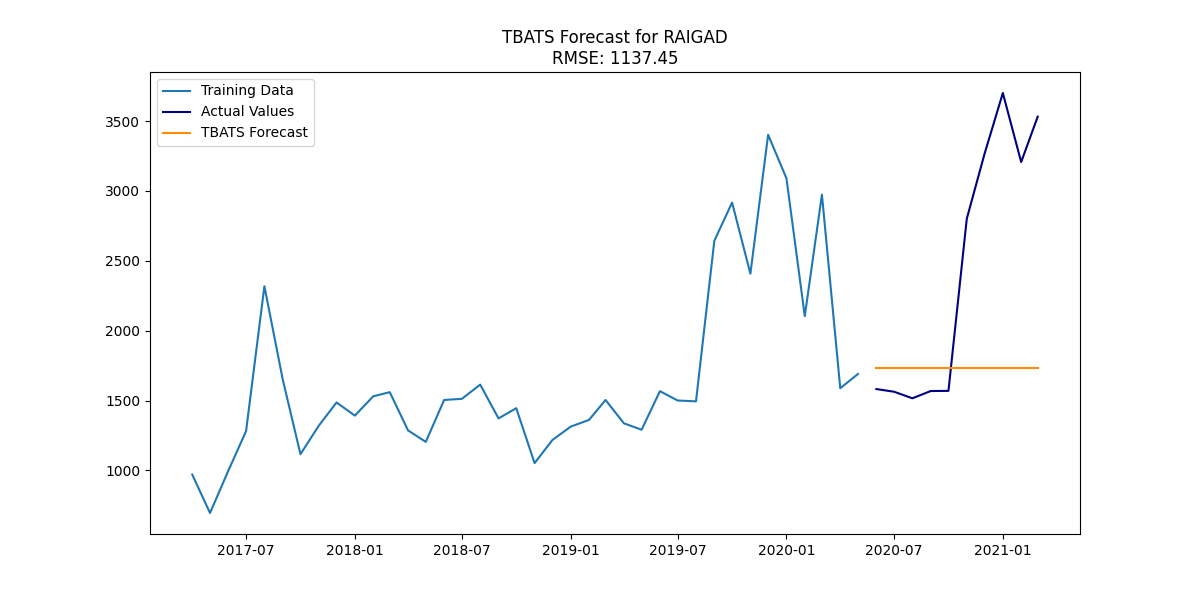 TBATS Forecast for RAIGAD
RMSE: 1137.45
Training Data
Actual Values
TBATS Forecast
3500
3000
2500
2000
1500
1000
2017-07 2018-01 2018-07 2019-01 2019-07 2020-01 2020-07 2021-01